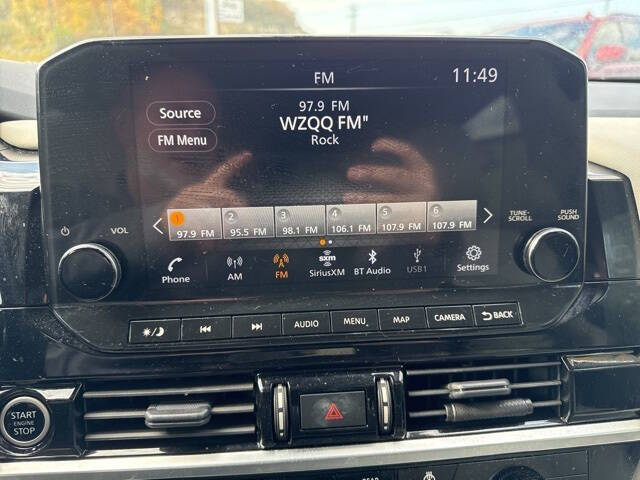 FM
11:49
97.9 FM
WZQQ FM"
Rock
Source
FM Menu
1 2 3 4 5 6
97.9 FM 95.5 FM 98.1 FM 106.1 FM 107.9 FM 107.9 FM
VOL
TUNE-SCROLL
PUSH SOUND
Phone AM FM SiriusXM BT Audio USB1 Settings
sxm
AUDIO MENU MAP CAMERA BACK
START
ENGINE
STOP
REAR